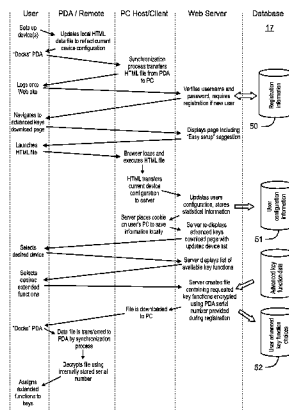 User
PDA / Remote
PC Host/Client
Web Server
Database
17
Sets up
device(s)
Updates local HTML
data file to reflect current
device configuration
"Docks" PDA
Synchronization
process transfers
HTML file from PDA
to PC
Logs onto
Web site
Verifies username and
password, requires
registration if new user
Registration
information
50
Navigates to
extended keys
download page
Displays page including
"Easy setup" suggestion
Launches
HTML file
Browser loads and
executes HTML file
HTML transfers
current device
configuration
to server
Updates users
configuration, stores
statistical information
User
configuration
information
51
Server places cookie
on user's PC to save
information locally
Server re-displays
advanced keys
download page with
updated device list
Selects
desired device
Server displays list of
available key functions
Advanced key
function data
Selects
desired
extended
functions
Server creates file
combining requested
key functions encrypted
using PDA serial
number provided
during registration
User enhanced
key function
choices
52
File is downloaded
to PC
"Docks" PDA
Data file is transferred to
PDA by synchronization
process
Decrypts file using
internally stored serial
number
Assigns
extended
functions to
keys